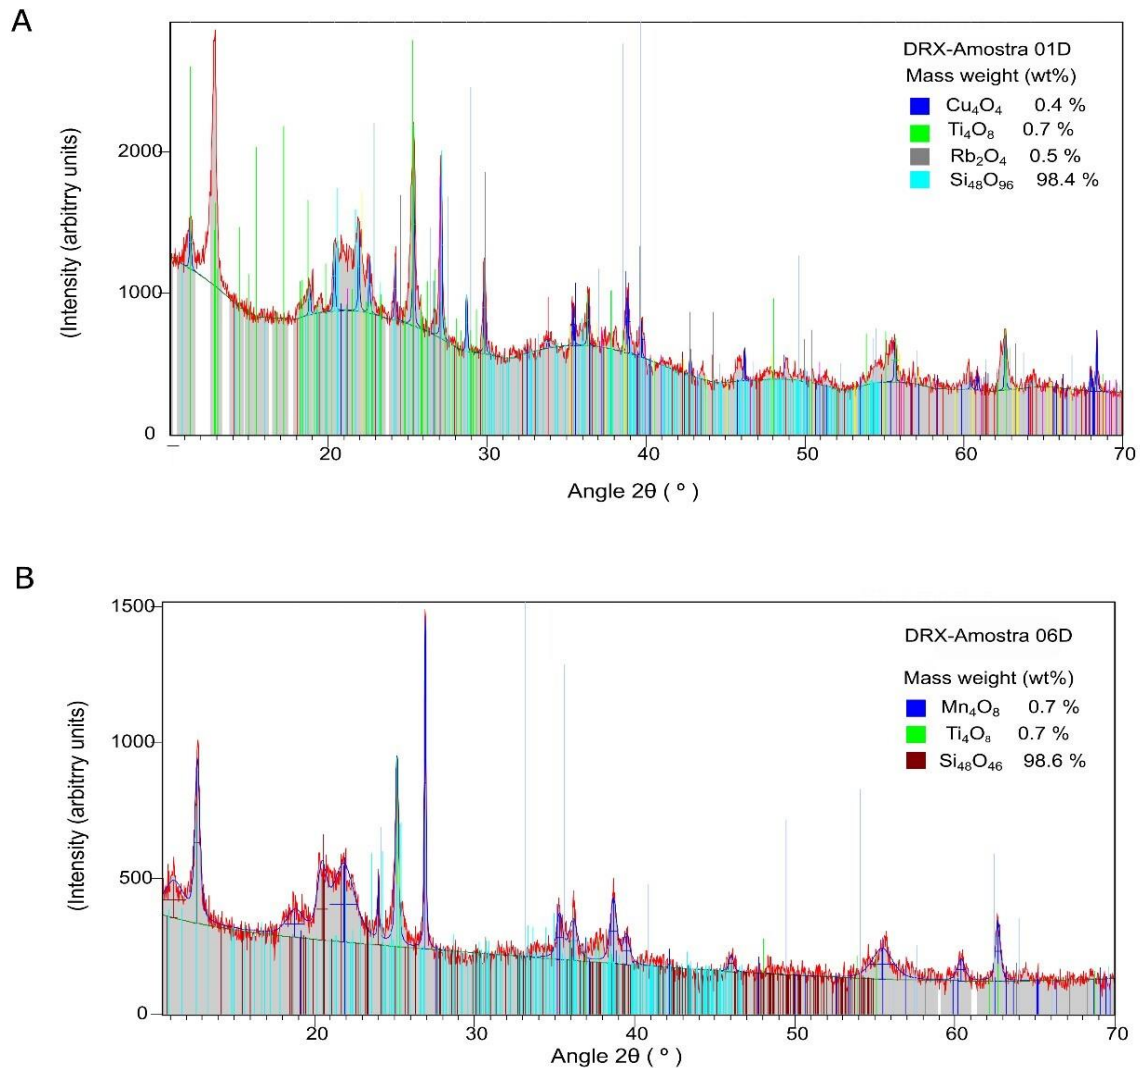 A
DRX-Amostra 01D
Mass weight (wt%)
Cu₄O₄ 0.4 %
Ti₄O₈ 0.7 %
Rb₂O₄ 0.5 %
Si₄₈O₉₆ 98.4 %
(Intensity (arbitrry units)
2000
1000
0
20 30 40 50 60 70
Angle 2θ ( º )
B
DRX-Amostra 06D
Mass weight (wt%)
Mn₄O₈ 0.7 %
Ti₄O₈ 0.7 %
Si₄₈O₄₆ 98.6 %
(Intensity (arbitrry units)
1500
1000
500
0
20 30 40 50 60 70
Angle 2θ ( º )